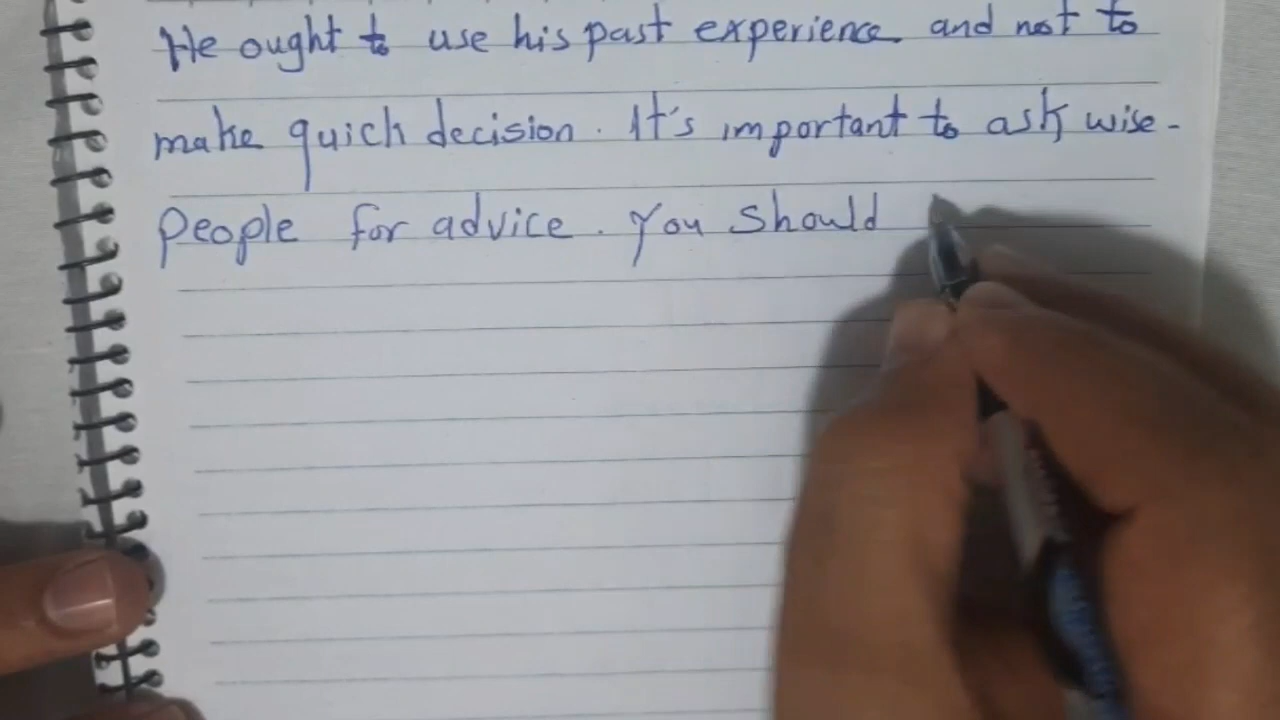 He ought to use his past experience and not to
make quick decision. It's important to ask wise-
people for advice. You should